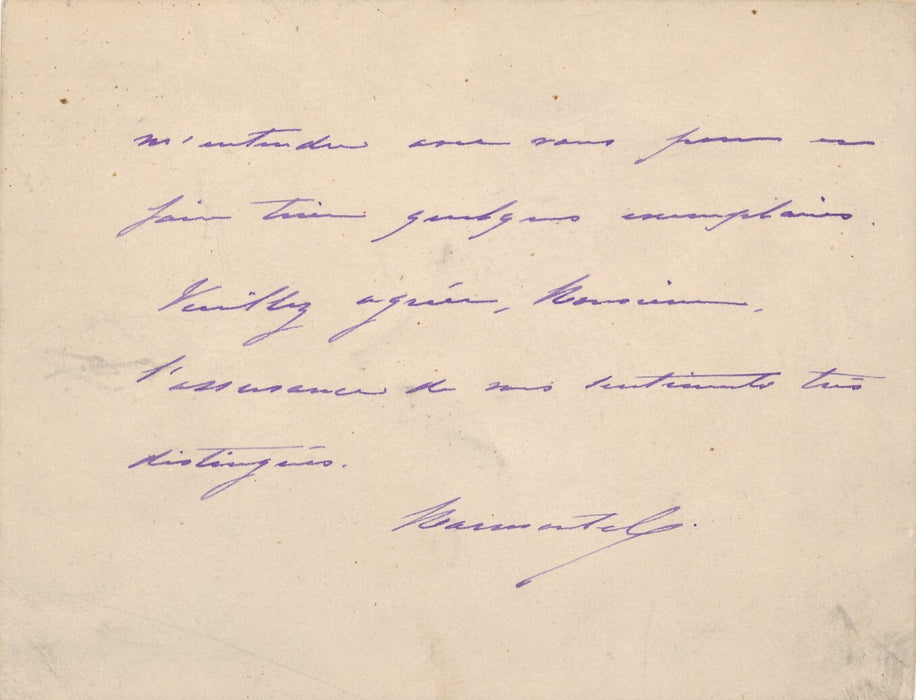 m'entendre avec vous pour en
faire tirer quelques exemplaires.
Veuillez agréer, Monsieur,
l'assurance de mes sentiments très
distingués.
Marmontel